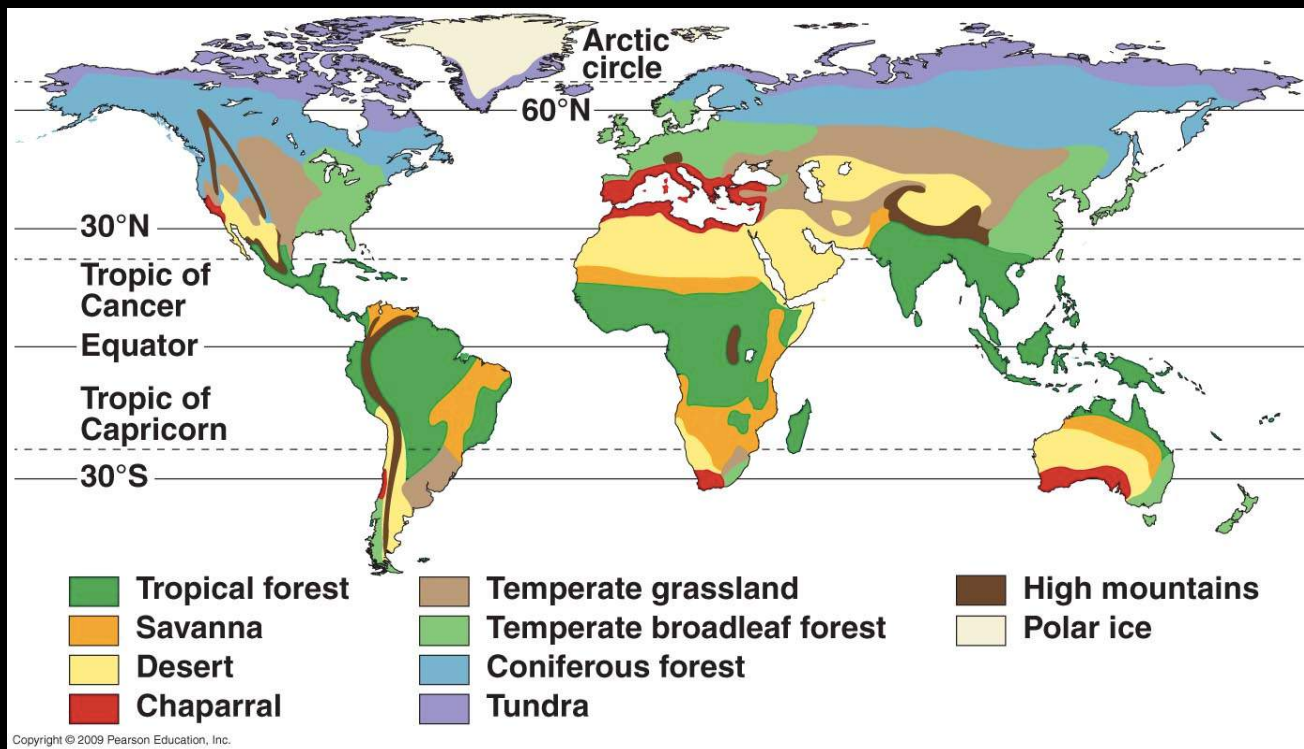 Arctic
circle
60°N
30°N
Tropic of
Cancer
Equator
Tropic of
Capricorn
30°S
Tropical forest
Savanna
Desert
Chaparral
Temperate grassland
Temperate broadleaf forest
Coniferous forest
Tundra
High mountains
Polar ice
Copyright © 2009 Pearson Education, Inc.